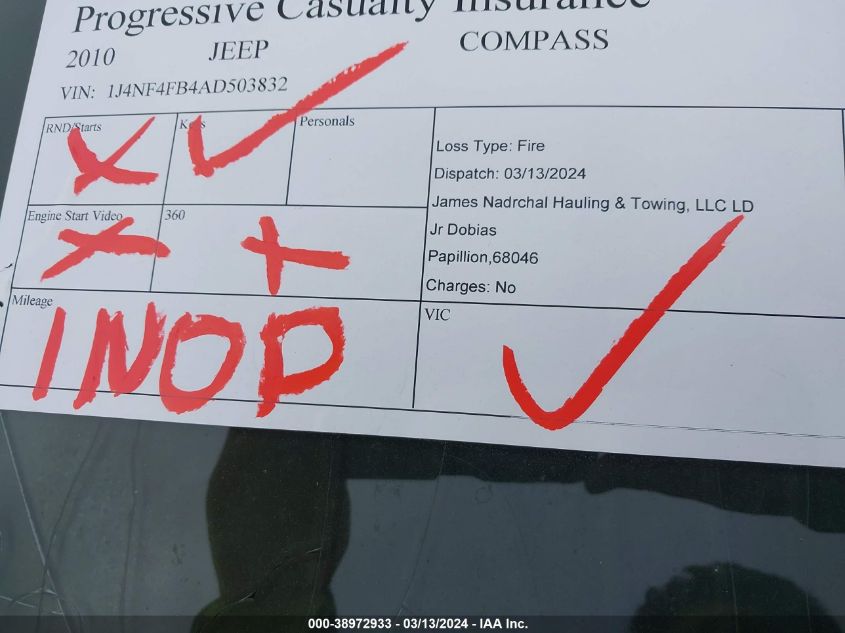 Progressive Casualty Insurance
2010 JEEP COMPASS
VIN: 1J4NF4FB4AD503832
RND/Starts
X
Keys
✓
Personals
Engine Start Video
X
360
X
Mileage
INOP
Loss Type: Fire
Dispatch: 03/13/2024
James Nadrchal Hauling & Towing, LLC LD
Jr Dobias
Papillion,68046
Charges: No
VIC
✓
000-38972933 - 03/13/2024 - IAA Inc.